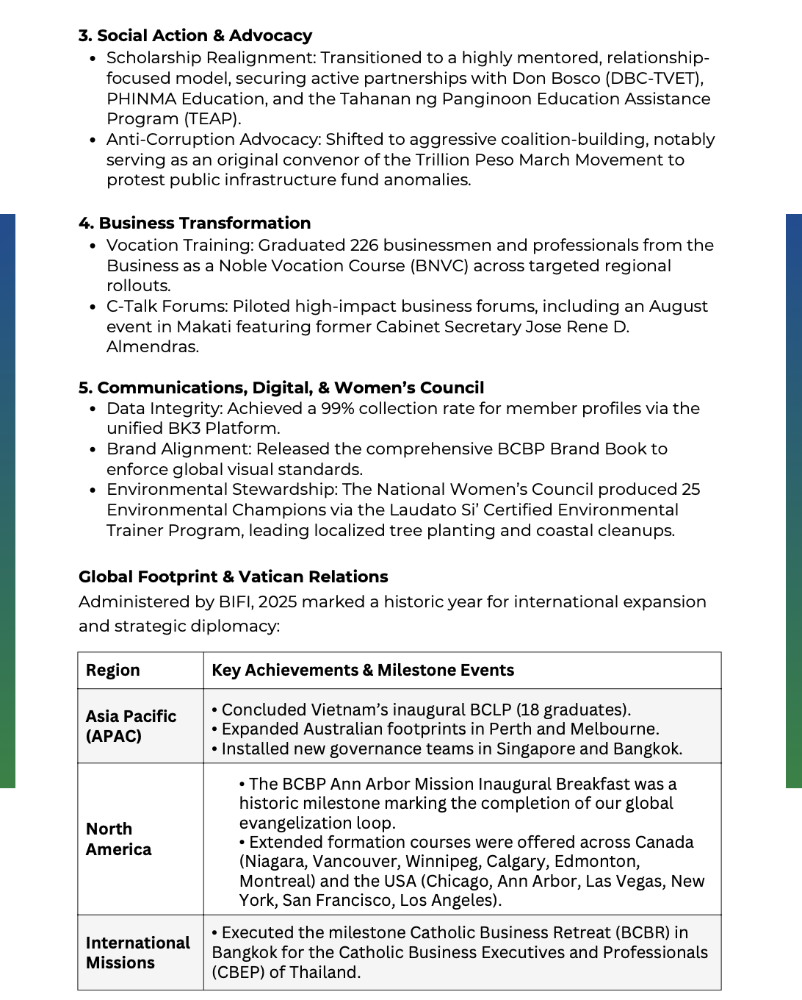 3. Social Action & Advocacy
• Scholarship Realignment: Transitioned to a highly mentored, relationship-
focused model, securing active partnerships with Don Bosco (DBC-TVET),
PHINMA Education, and the Tahanan ng Panginoon Education Assistance
Program (TEAP).
• Anti-Corruption Advocacy: Shifted to aggressive coalition-building, notably
serving as an original convenor of the Trillion Peso March Movement to
protest public infrastructure fund anomalies.
4. Business Transformation
• Vocation Training: Graduated 226 businessmen and professionals from the
Business as a Noble Vocation Course (BNVC) across targeted regional
rollouts.
• C-Talk Forums: Piloted high-impact business forums, including an August
event in Makati featuring former Cabinet Secretary Jose Rene D.
Almendras.
5. Communications, Digital, & Women’s Council
• Data Integrity: Achieved a 99% collection rate for member profiles via the
unified BK3 Platform.
• Brand Alignment: Released the comprehensive BCBP Brand Book to
enforce global visual standards.
• Environmental Stewardship: The National Women’s Council produced 25
Environmental Champions via the Laudato Si’ Certified Environmental
Trainer Program, leading localized tree planting and coastal cleanups.
Global Footprint & Vatican Relations
Administered by BIFI, 2025 marked a historic year for international expansion
and strategic diplomacy:
Region
Key Achievements & Milestone Events
Asia Pacific
(APAC)
• Concluded Vietnam’s inaugural BCLP (18 graduates).
• Expanded Australian footprints in Perth and Melbourne.
• Installed new governance teams in Singapore and Bangkok.
North
America
• The BCBP Ann Arbor Mission Inaugural Breakfast was a
historic milestone marking the completion of our global
evangelization loop.
• Extended formation courses were offered across Canada
(Niagara, Vancouver, Winnipeg, Calgary, Edmonton,
Montreal) and the USA (Chicago, Ann Arbor, Las Vegas, New
York, San Francisco, Los Angeles).
International
Missions
• Executed the milestone Catholic Business Retreat (BCBR) in
Bangkok for the Catholic Business Executives and Professionals
(CBEP) of Thailand.